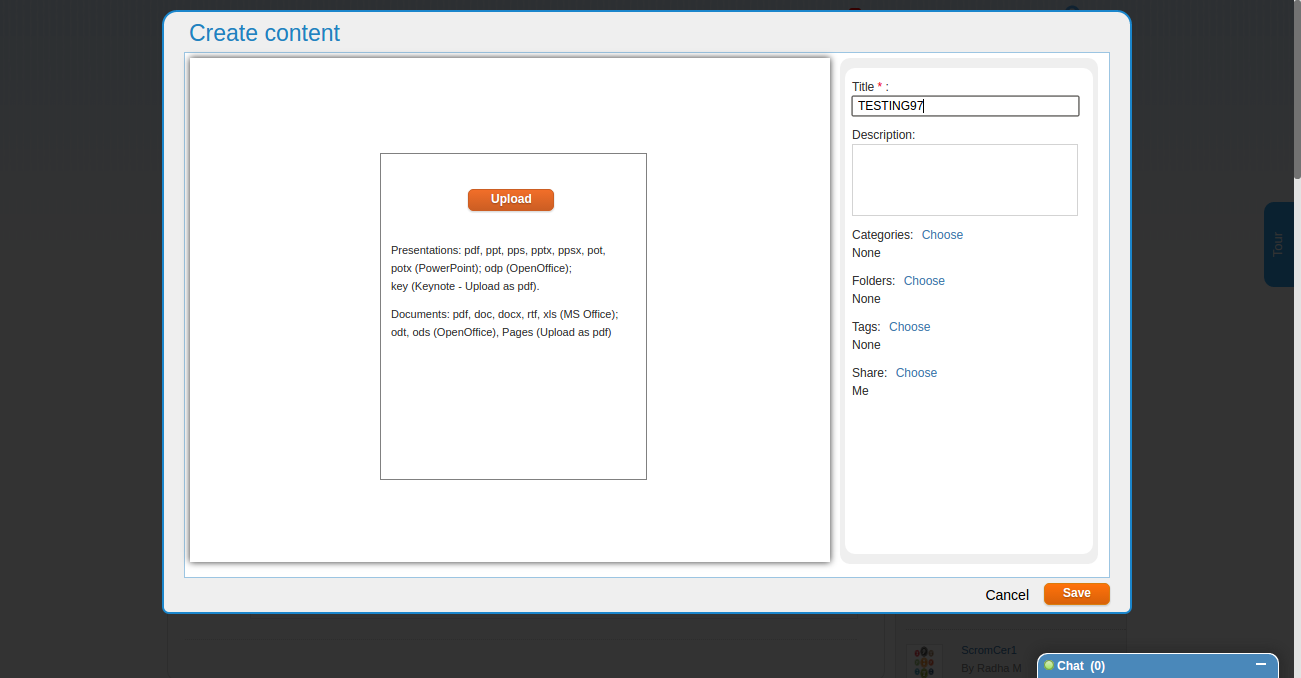 Create content
Title * :
TESTING97
Description:
Upload
Presentations: pdf, ppt, pps, pptx, ppsx, pot,
potx (PowerPoint); odp (OpenOffice);
key (Keynote - Upload as pdf).
Documents: pdf, doc, docx, rtf, xls (MS Office);
odt, ods (OpenOffice), Pages (Upload as pdf)
Categories: Choose
None
Folders: Choose
None
Tags: Choose
None
Share: Choose
Me
Tour
Cancel
Save
ScromCer1
By Radha M
Chat (0)